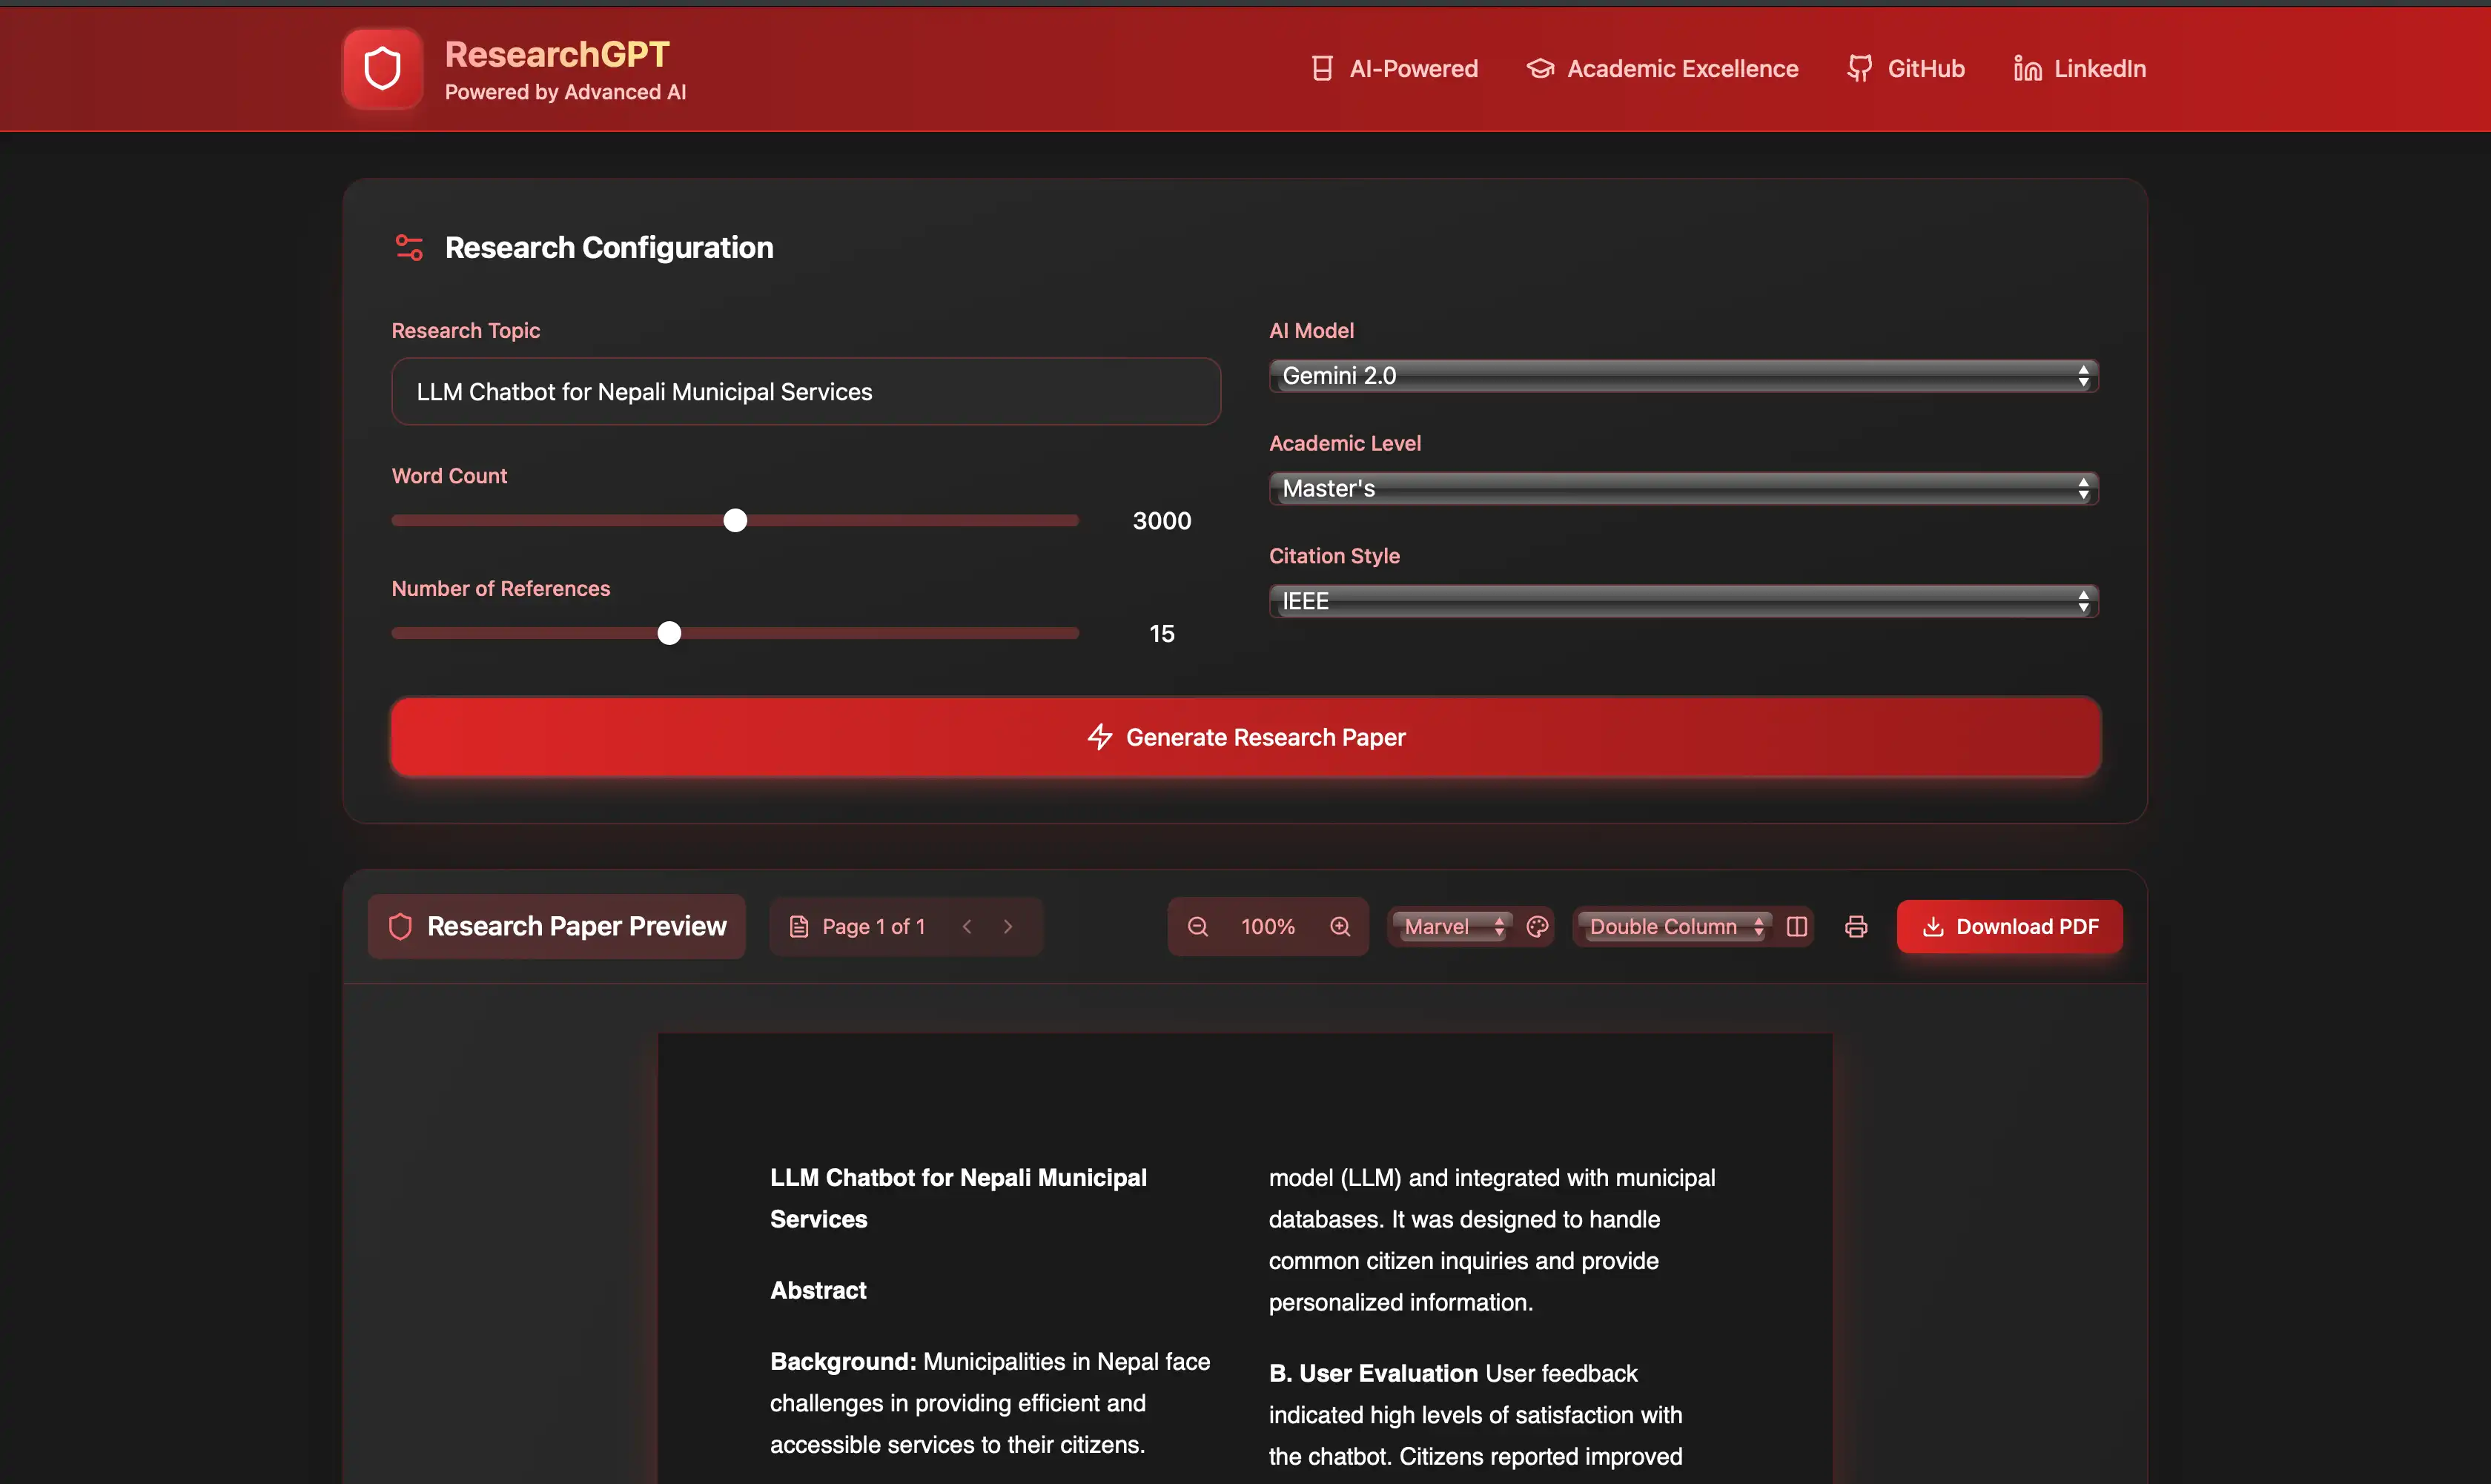 ResearchGPT
Powered by Advanced AI
AI-Powered
Academic Excellence
GitHub
LinkedIn
Research Configuration
Research Topic
LLM Chatbot for Nepali Municipal Services
Word Count
3000
Number of References
15
AI Model
Gemini 2.0
Academic Level
Master's
Citation Style
IEEE
Generate Research Paper
Research Paper Preview
Page 1 of 1
100%
Marvel
Double Column
Download PDF
LLM Chatbot for Nepali Municipal
Services
Abstract
Background: Municipalities in Nepal face
challenges in providing efficient and
accessible services to their citizens.
model (LLM) and integrated with municipal
databases. It was designed to handle
common citizen inquiries and provide
personalized information.
B. User Evaluation User feedback
indicated high levels of satisfaction with
the chatbot. Citizens reported improved